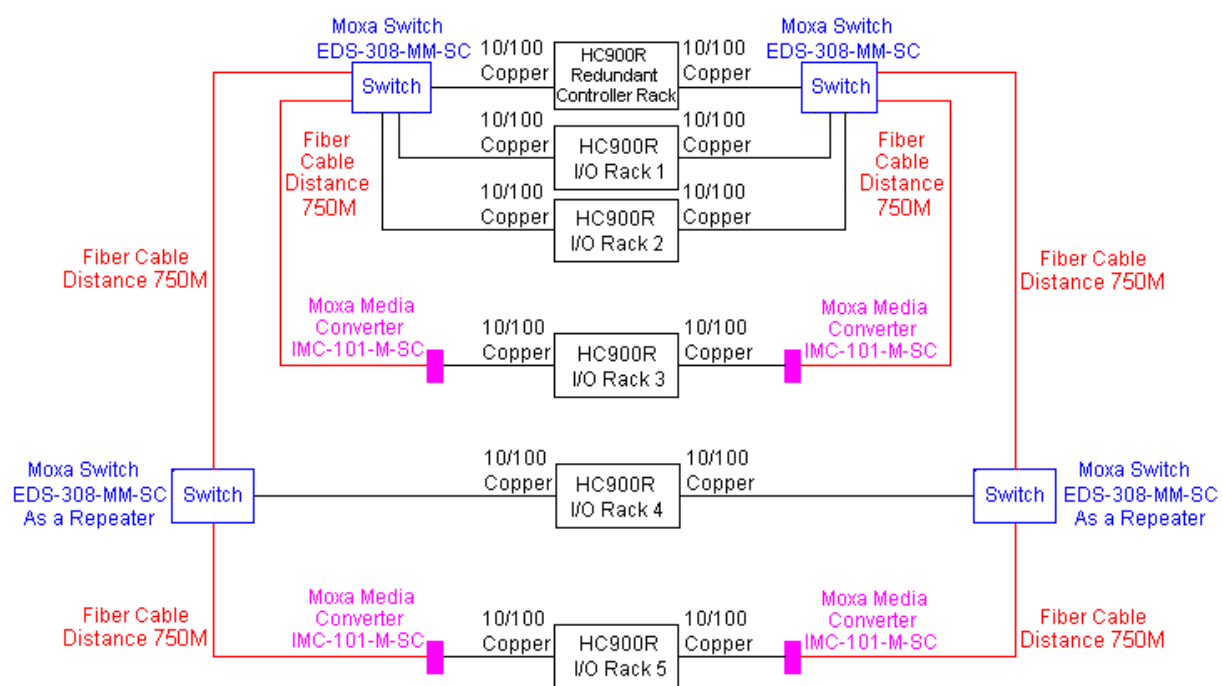 Moxa Switch
EDS-308-MM-SC
Switch
10/100
Copper
HC900R
Redundant
Controller Rack
10/100
Copper
Moxa Switch
EDS-308-MM-SC
Switch
10/100
Copper
HC900R
I/O Rack 1
10/100
Copper
Fiber
Cable
Distance
750M
Fiber
Cable
Distance
750M
10/100
Copper
HC900R
I/O Rack 2
10/100
Copper
Fiber Cable
Distance 750M
Fiber Cable
Distance 750M
Moxa Media
Converter
IMC-101-M-SC
10/100
Copper
HC900R
I/O Rack 3
10/100
Copper
Moxa Media
Converter
IMC-101-M-SC
Moxa Switch
EDS-308-MM-SC
As a Repeater
Switch
10/100
Copper
HC900R
I/O Rack 4
10/100
Copper
Switch
Moxa Switch
EDS-308-MM-SC
As a Repeater
Fiber Cable
Distance 750M
Moxa Media
Converter
IMC-101-M-SC
10/100
Copper
HC900R
I/O Rack 5
10/100
Copper
Moxa Media
Converter
IMC-101-M-SC
Fiber Cable
Distance 750M